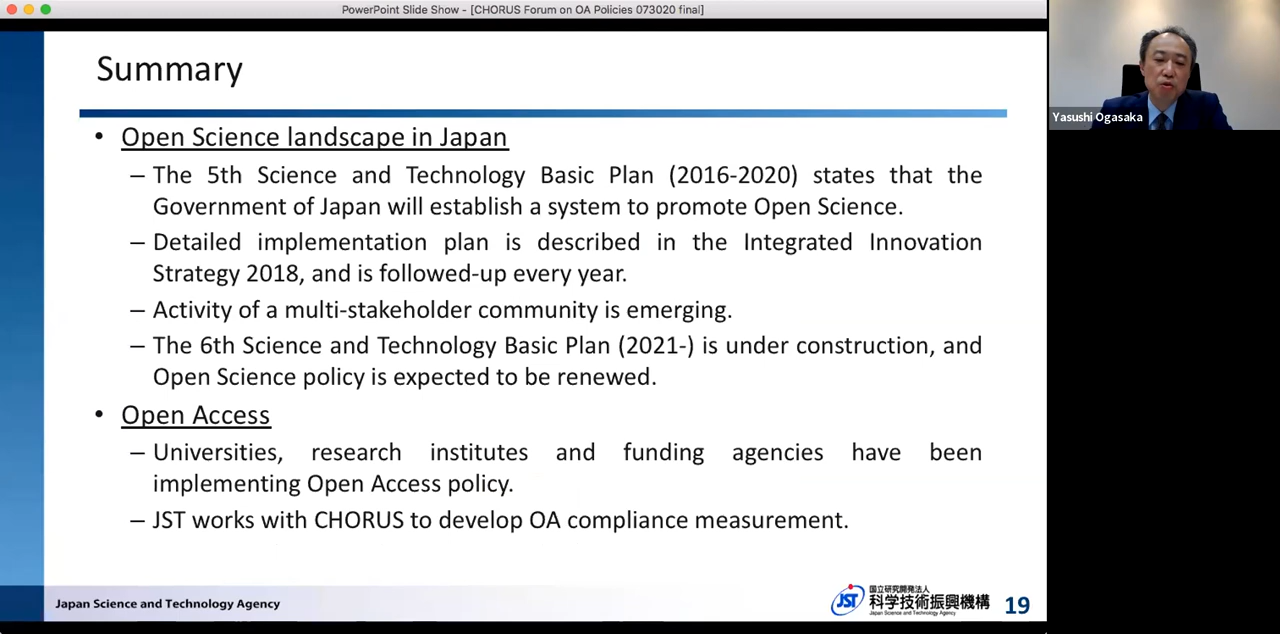 PowerPoint Slide Show - [CHORUS Forum on OA Policies 073020 final]
Summary
• Open Science landscape in Japan
– The 5th Science and Technology Basic Plan (2016-2020) states that the
Government of Japan will establish a system to promote Open Science.
– Detailed implementation plan is described in the Integrated Innovation
Strategy 2018, and is followed-up every year.
– Activity of a multi-stakeholder community is emerging.
– The 6th Science and Technology Basic Plan (2021-) is under construction, and
Open Science policy is expected to be renewed.
• Open Access
– Universities, research institutes and funding agencies have been
implementing Open Access policy.
– JST works with CHORUS to develop OA compliance measurement.
Japan Science and Technology Agency
JST
国立研究開発法人
科学技術振興機構
Japan Science and Technology Agency
19
Yasushi Ogasaka